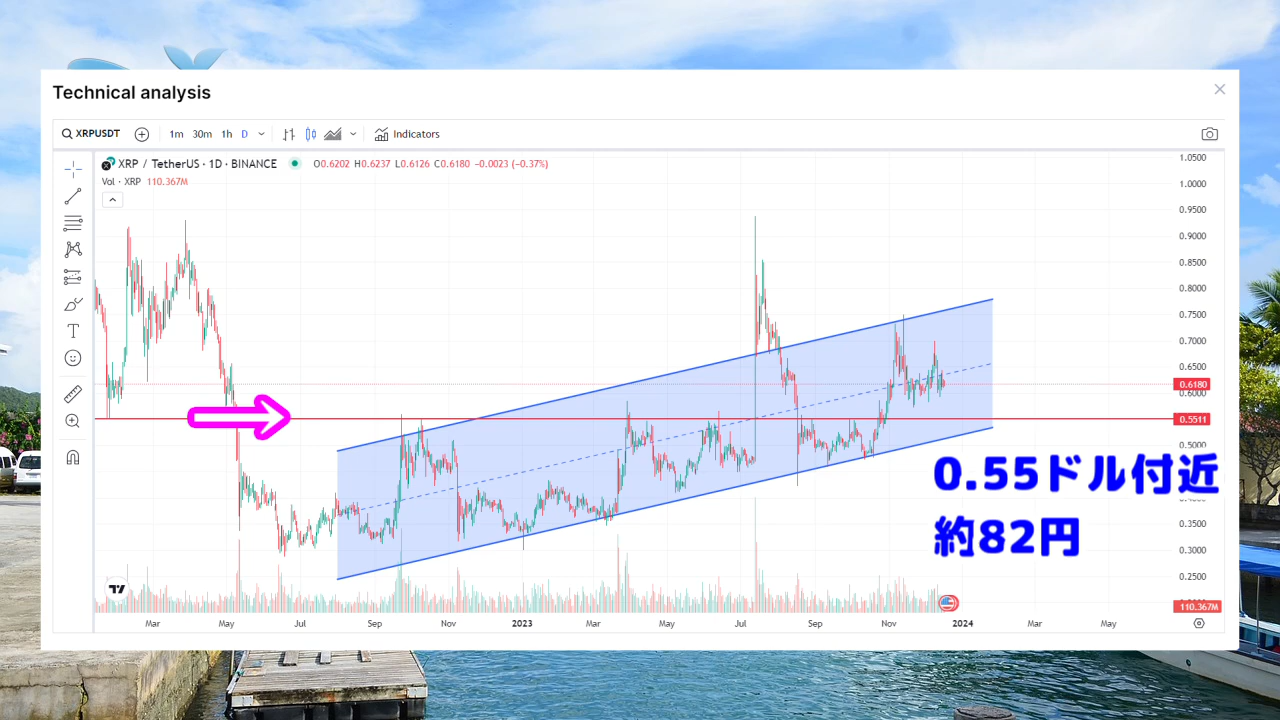 Technical analysis
XRPUSDT 1m 30m 1h D Indicators
XRP / TetherUS · 1D · BINANCE O0.6202 H0.6237 L0.6126 C0.6180 -0.0023 (-0.37%)
Vol · XRP 110.367M
1.0500
1.0000
0.9500
0.9000
0.8500
0.8000
0.7500
0.7000
0.6500
0.6180
0.6000
0.5511
0.5000
0.55ドル付近
約82円
0.3500
0.3000
0.2500
110.367M
Mar May Jul Sep Nov 2023 Mar May Jul Sep Nov 2024 Mar May